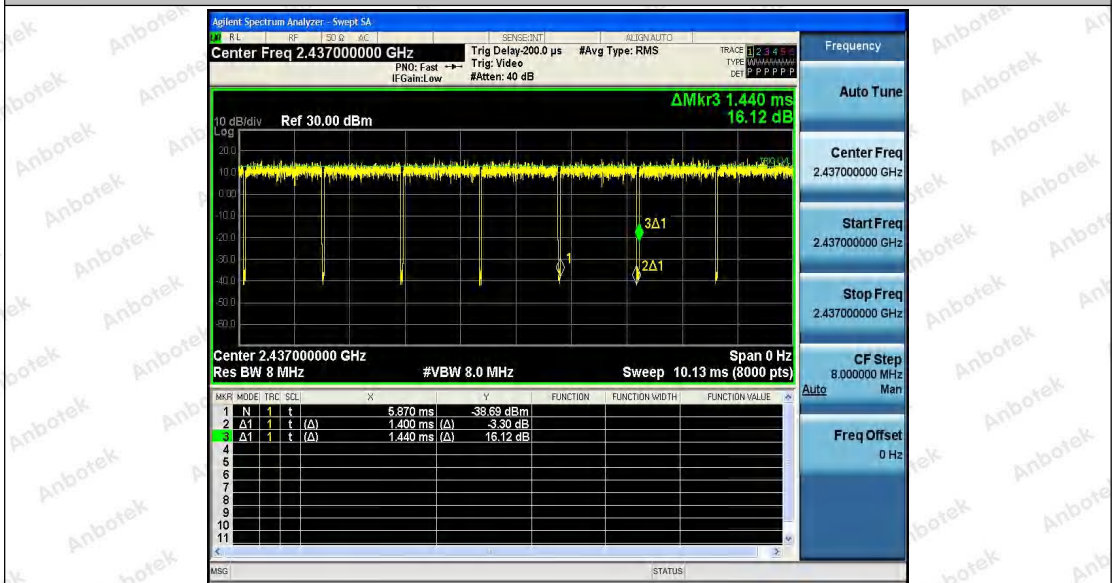 Agilent Spectrum Analyzer - Swept SA
RL RF 50 Ω AC SENSE:INT ALIGN AUTO
Center Freq 2.437000000 GHz
PNO: Fast
IFGain:Low
Trig Delay-200.0 µs
Trig: Video
#Atten: 40 dB
#Avg Type: RMS
TRACE 1 2 3 4 5 6
TYPE
DET P P P P P P
ΔMkr3 1.440 ms
16.12 dB
10 dB/div Ref 30.00 dBm
Log
20.0
10.0
0.00
-10.0
-20.0
-30.0
-40.0
-50.0
-60.0
3Δ1
1
2Δ1
Center 2.437000000 GHz Span 0 Hz
Res BW 8 MHz #VBW 8.0 MHz Sweep 10.13 ms (8000 pts)
MKR MODE TRC SCL X Y FUNCTION FUNCTION WIDTH FUNCTION VALUE
1 N 1 t 5.870 ms -38.69 dBm
2 Δ1 1 t (Δ) 1.400 ms (Δ) -3.30 dB
3 Δ1 1 t (Δ) 1.440 ms (Δ) 16.12 dB
4
5
6
7
8
9
10
11
MSG STATUS
Frequency
Auto Tune
Center Freq
2.437000000 GHz
Start Freq
2.437000000 GHz
Stop Freq
2.437000000 GHz
CF Step
8.000000 MHz
Auto Man
Freq Offset
0 Hz
Anbotek